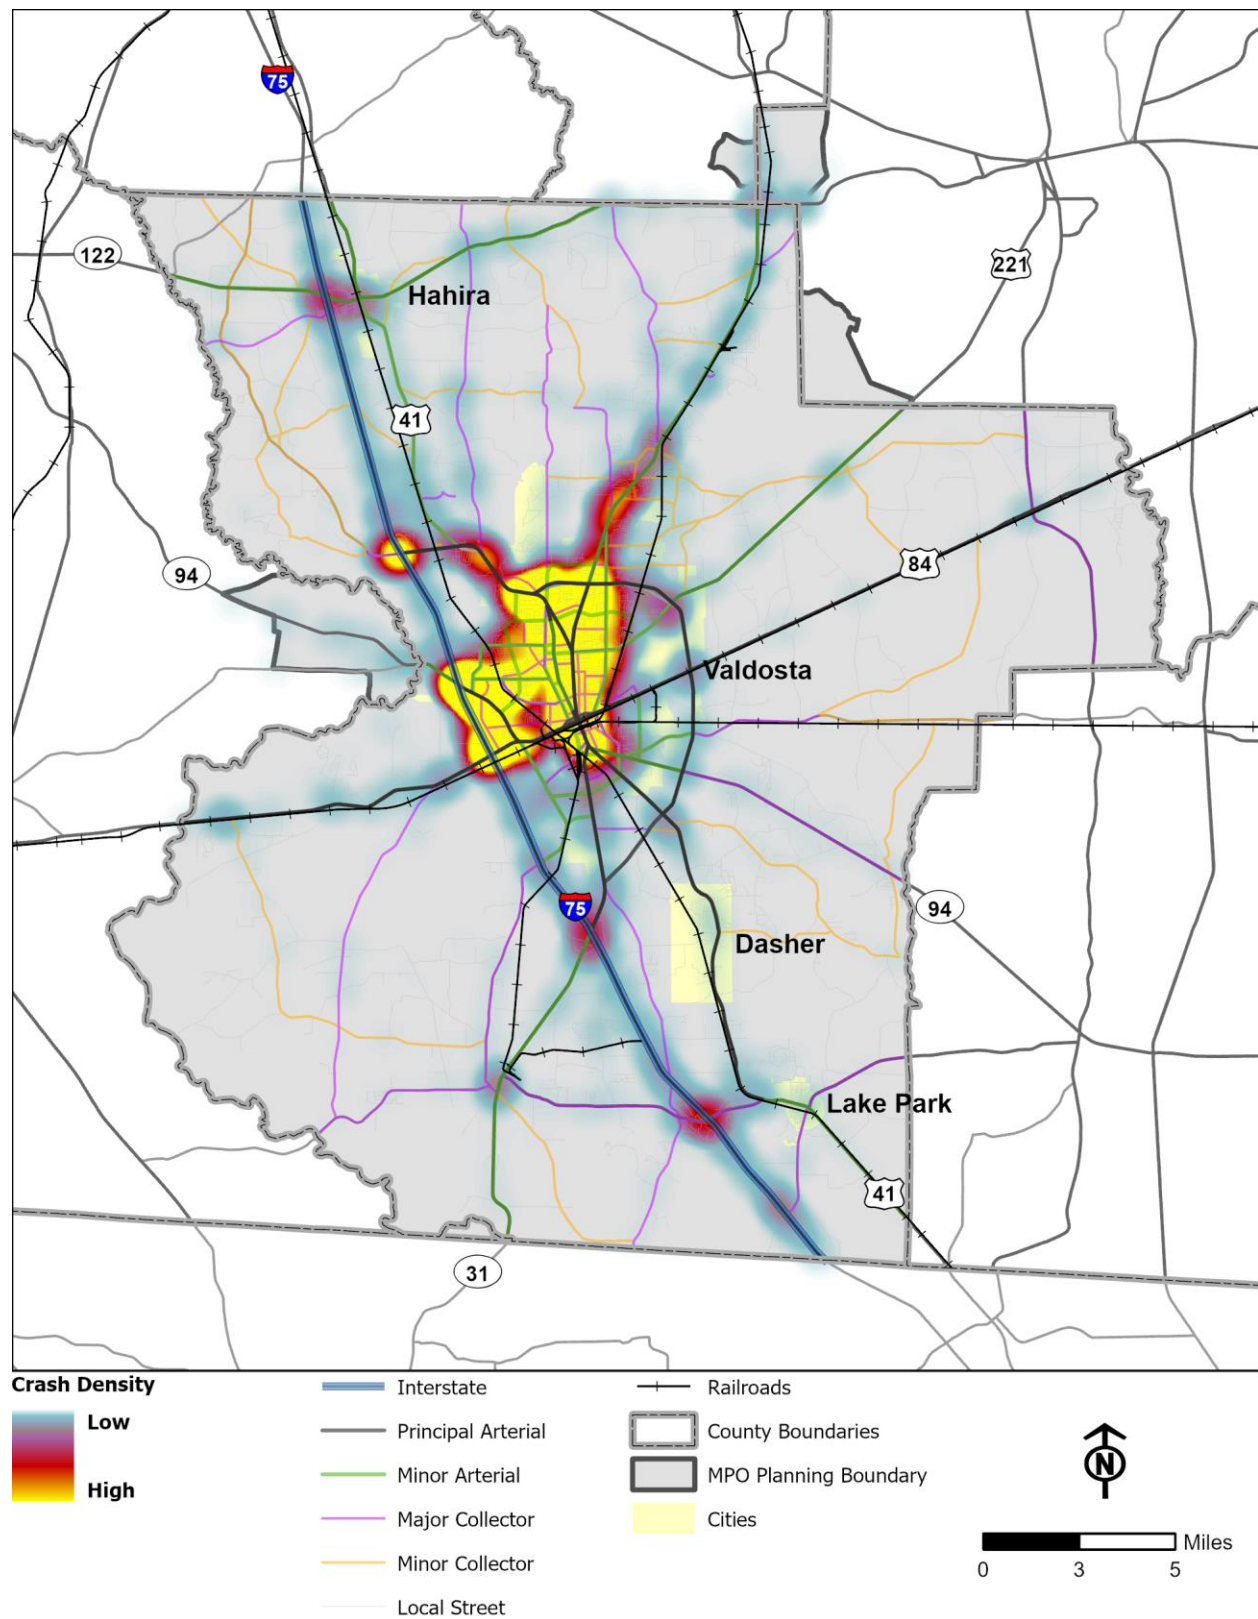 75
122
221
Hahira
41
94
84
Valdosta
75
94
Dasher
Lake Park
41
31
Crash Density
Low
High
Interstate
Principal Arterial
Minor Arterial
Major Collector
Minor Collector
Local Street
Railroads
County Boundaries
MPO Planning Boundary
Cities
N
Miles
0 3 5